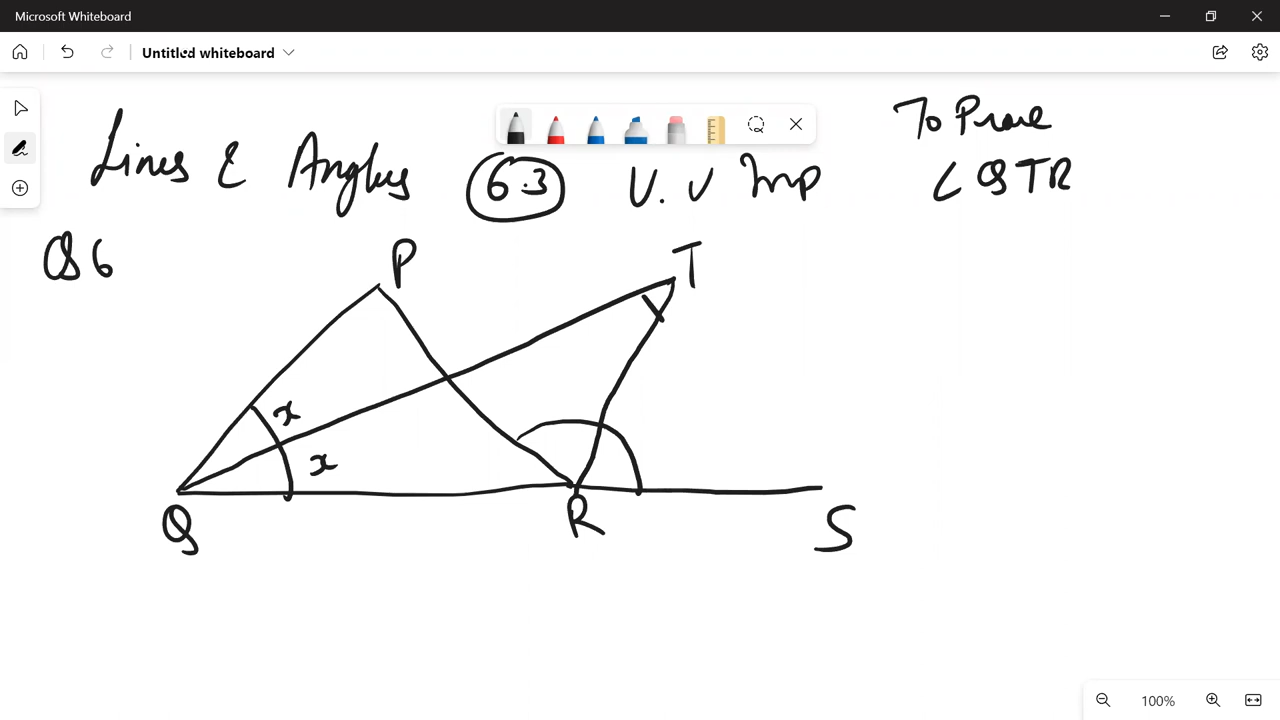 Microsoft Whiteboard
Untitled whiteboard
Lines & Angles 6.3 V. V Imp
To Prove
∠QTR
Q6
P
T
x
x
Q
R
S
100%